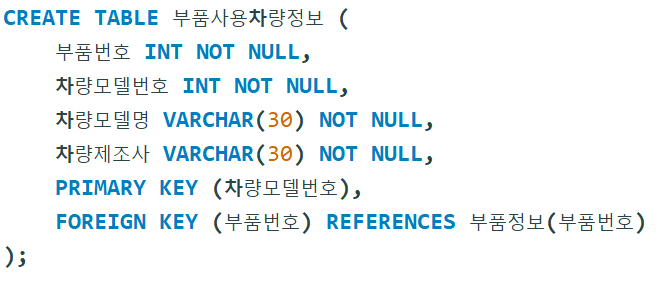 CREATE TABLE 부품사용차량정보 (
부품번호 INT NOT NULL,
차량모델번호 INT NOT NULL,
차량모델명 VARCHAR(30) NOT NULL,
차량제조사 VARCHAR(30) NOT NULL,
PRIMARY KEY (차량모델번호),
FOREIGN KEY (부품번호) REFERENCES 부품정보(부품번호)
);